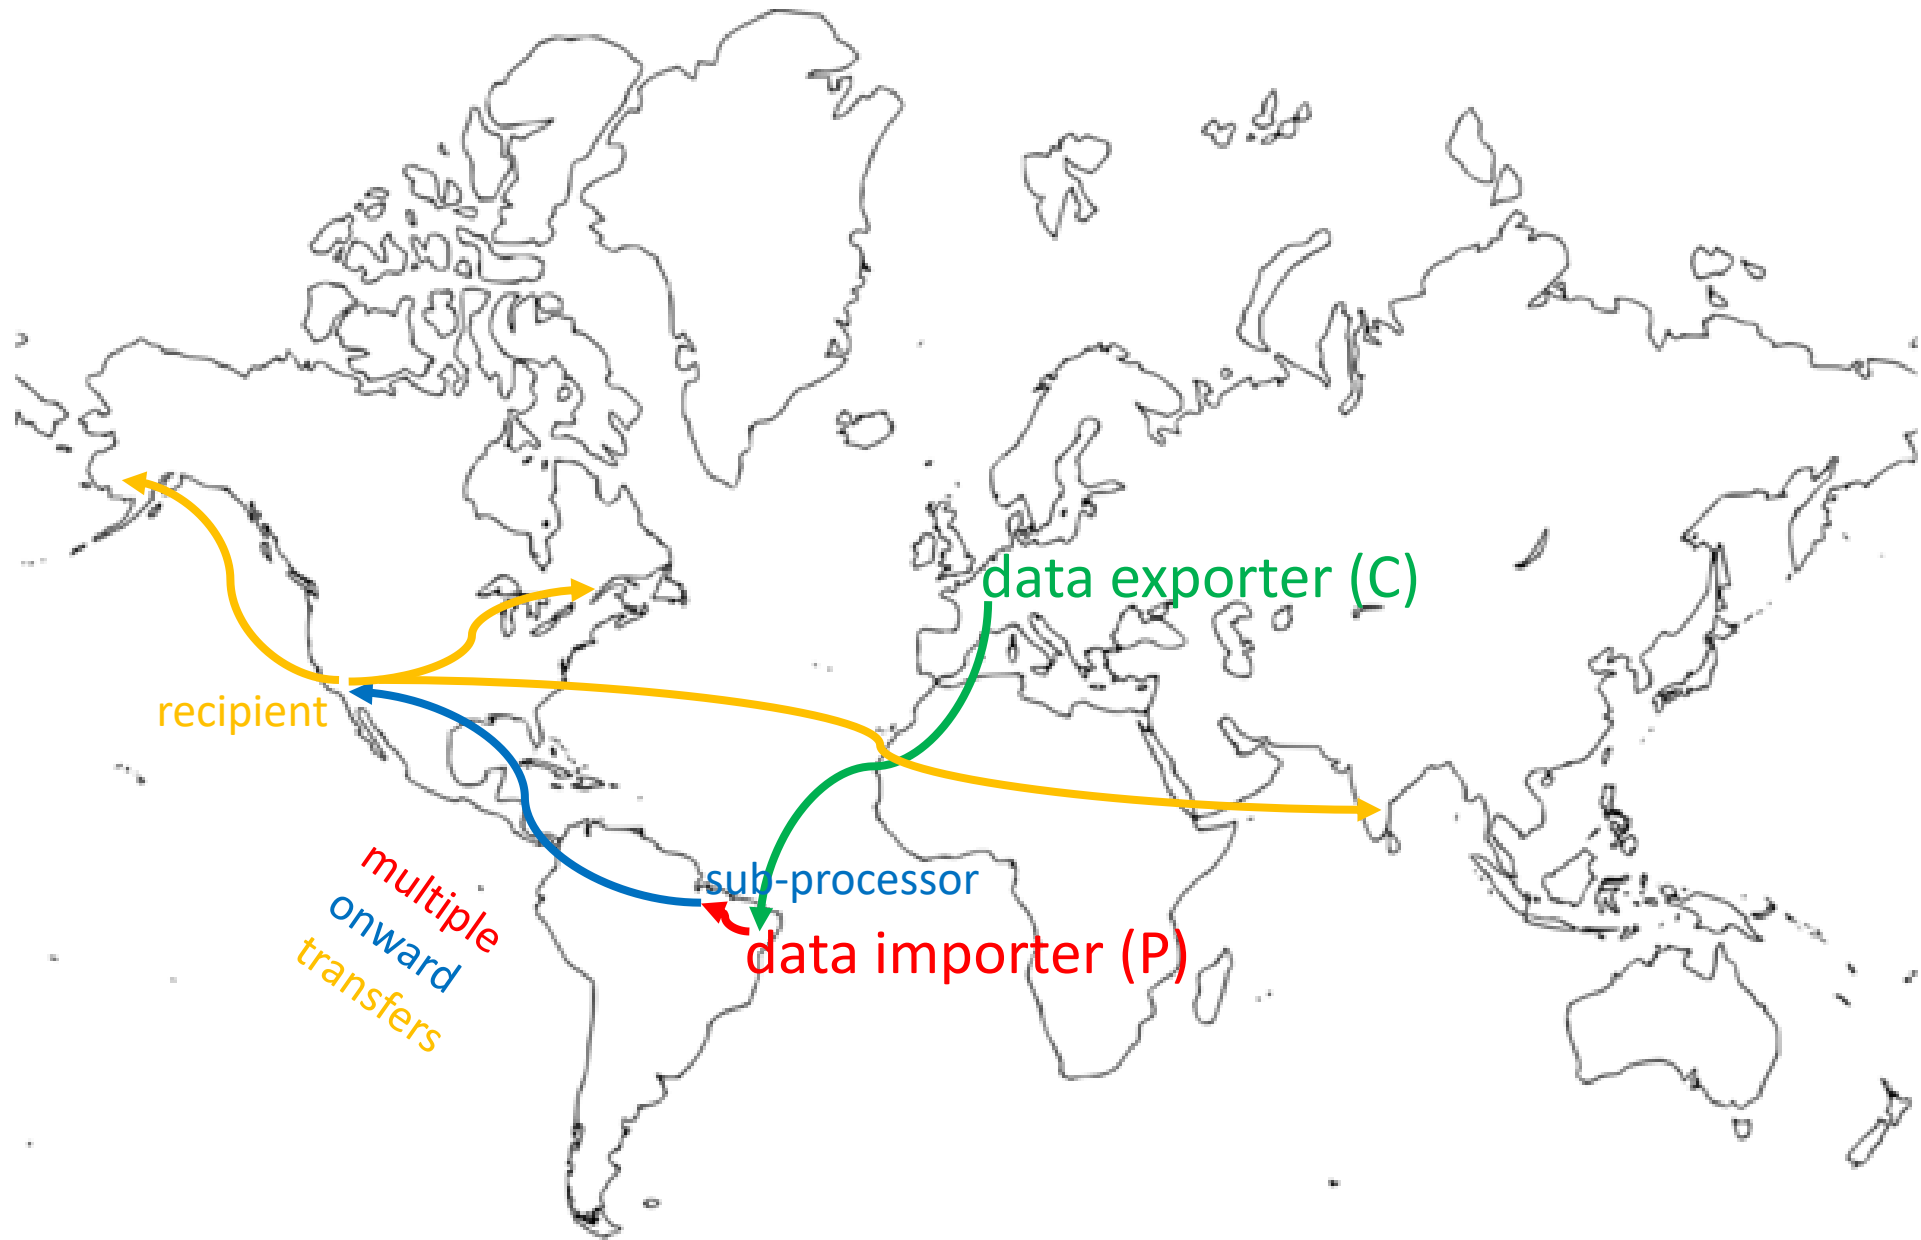 data exporter (C)
recipient
sub-processor
data importer (P)
multiple
onward
transfers